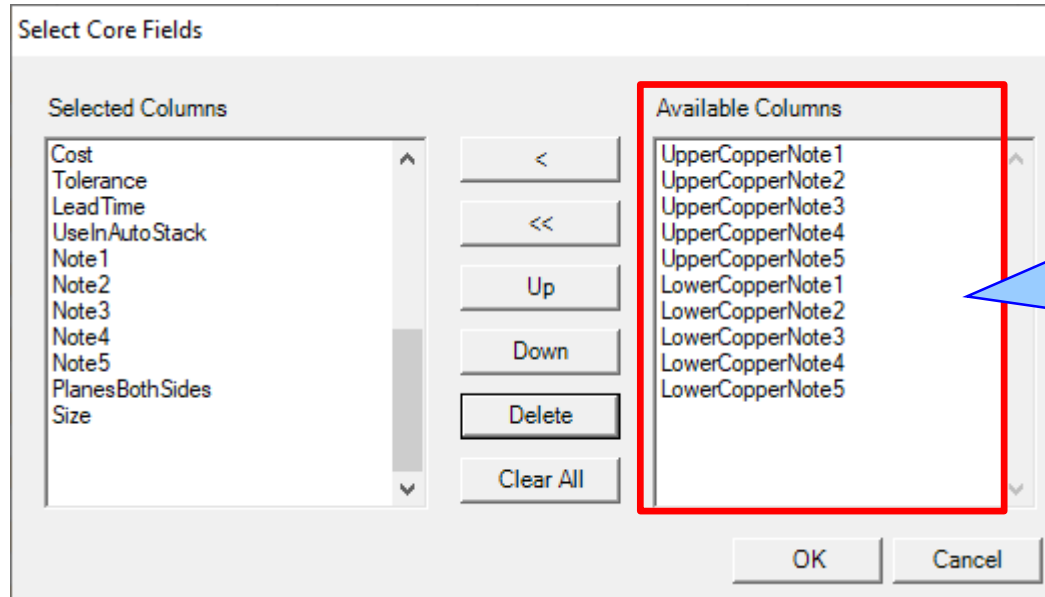 Select Core Fields
Selected Columns
Cost
Tolerance
LeadTime
UseInAutoStack
Note1
Note2
Note3
Note4
Note5
PlanesBothSides
Size
<
<<
Up
Down
Delete
Clear All
Available Columns
UpperCopperNote1
UpperCopperNote2
UpperCopperNote3
UpperCopperNote4
UpperCopperNote5
LowerCopperNote1
LowerCopperNote2
LowerCopperNote3
LowerCopperNote4
LowerCopperNote5
OK
Cancel